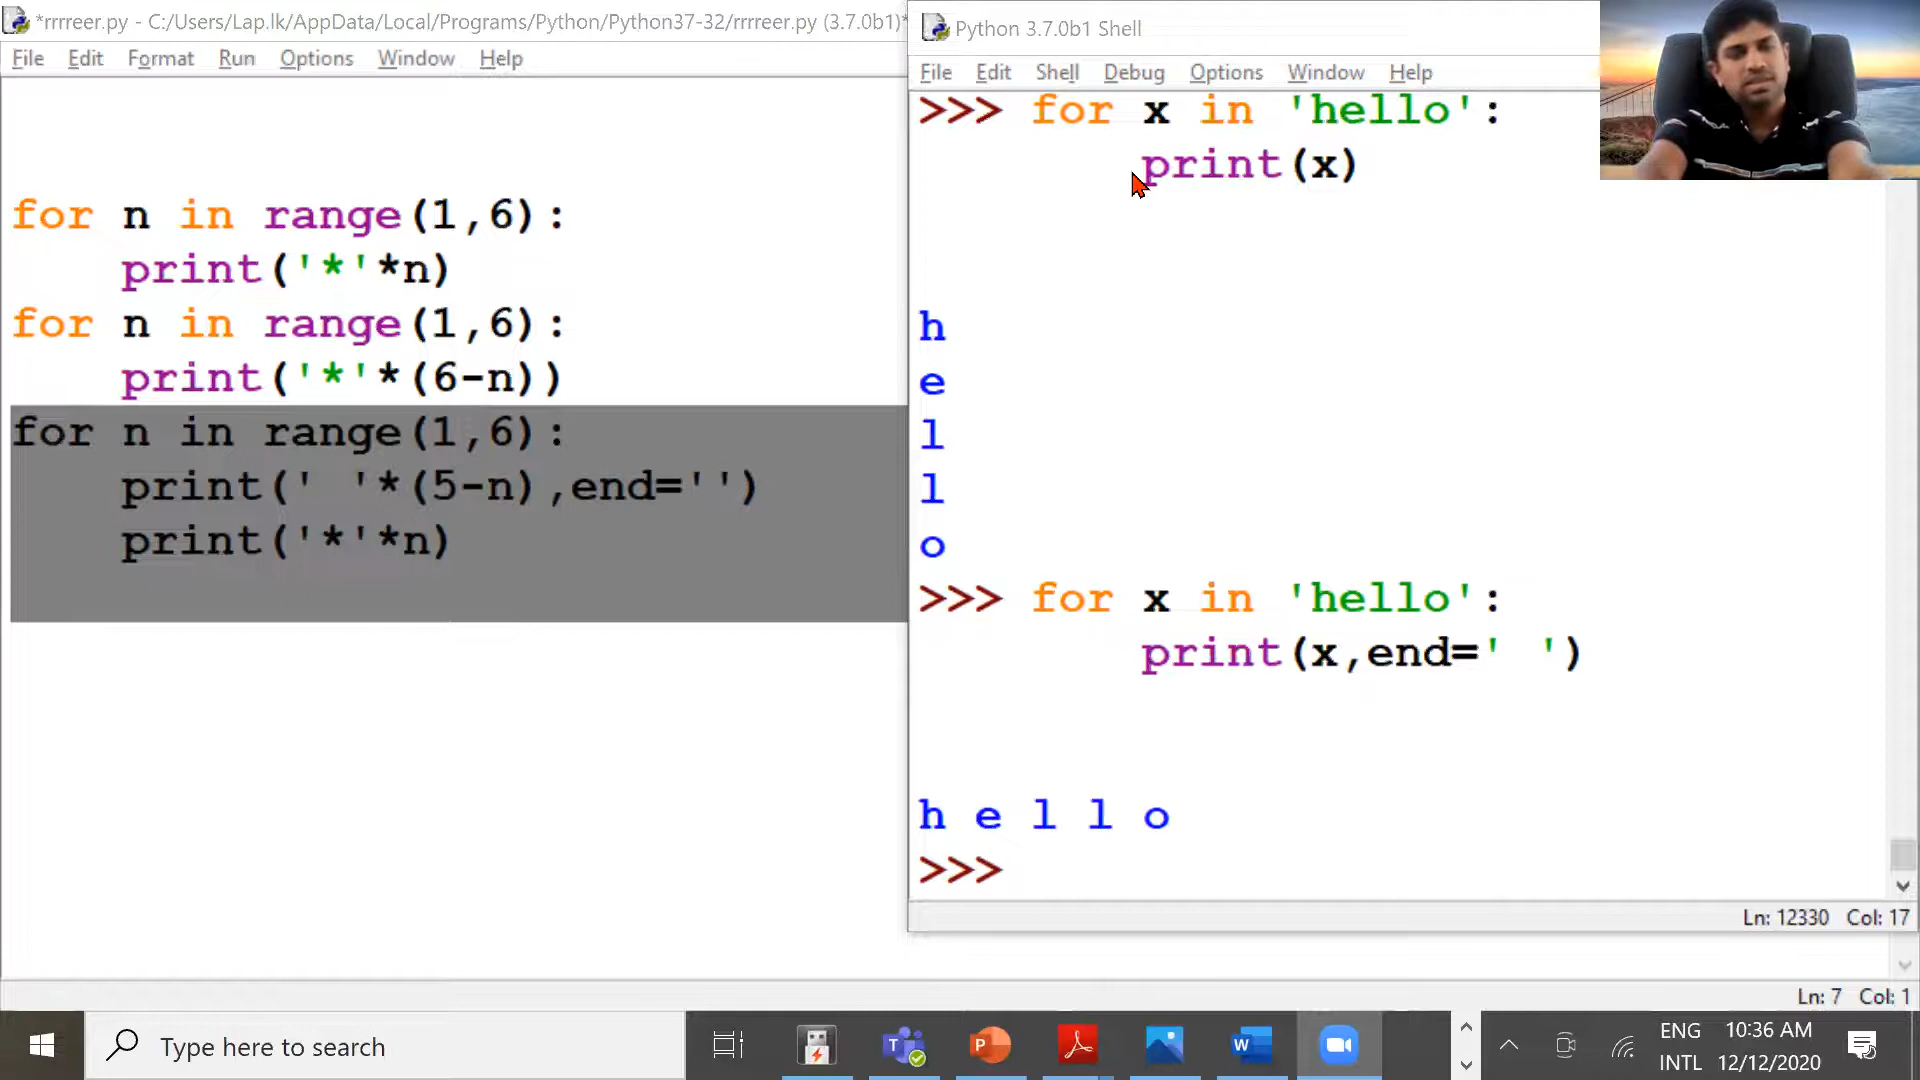 *rrrreer.py - C:/Users/Lap.lk/AppData/Local/Programs/Python/Python37-32/rrrreer.py (3.7.0b1)*
File Edit Format Run Options Window Help
for n in range(1,6):
    print('*'*n)
for n in range(1,6):
    print('*'*(6-n))
for n in range(1,6):
    print(' '*(5-n),end='')
    print('*'*n)
Python 3.7.0b1 Shell
File Edit Shell Debug Options Window Help
>>> for x in 'hello':
        print(x)
h
e
l
l
o
>>> for x in 'hello':
        print(x,end=' ')
h e l l o
>>>
Ln: 12330 Col: 17
Ln: 7 Col: 1
Type here to search
ENG
INTL
10:36 AM
12/12/2020